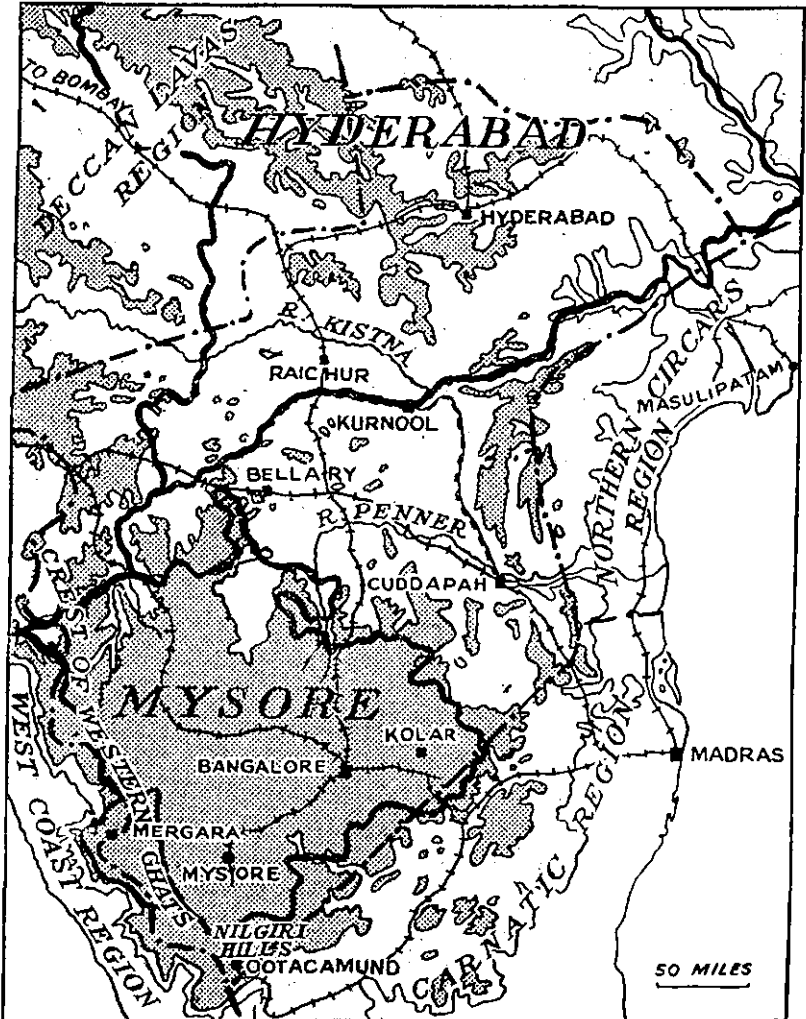 TO BOMBAY
DECCAN LAVAS
REGION
HYDERABAD
HYDERABAD
R. KISTNA
RAICHUR
KURNOOL
MASULIPATAM
NORTHERN CIRCARS
REGION
BELLARY
R. PENNER
CUDDAPAH
CREST OF WESTERN GHATS
MYSORE
KOLAR
BANGALORE
MADRAS
WEST COAST REGION
MERGARA
MYSORE
CARNATIC REGION
NILGIRI
HILLS
OOTACAMUND
50 MILES